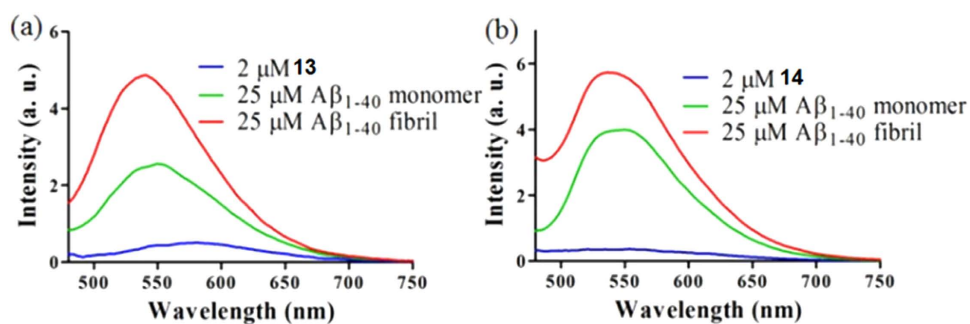 (a)
6
4
2
0
Intensity (a. u.)
2 μM 13
25 μM Aβ1-40 monomer
25 μM Aβ1-40 fibril
500 550 600 650 700 750
Wavelength (nm)
(b)
6
4
2
0
Intensity (a. u.)
2 μM 14
25 μM Aβ1-40 monomer
25 μM Aβ1-40 fibril
500 550 600 650 700 750
Wavelength (nm)